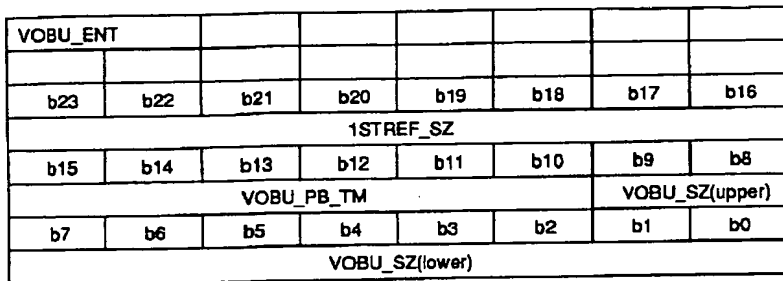 VOBU_ENT
b23 b22 b21 b20 b19 b18 b17 b16
1STREF_SZ
b15 b14 b13 b12 b11 b10 b9 b8
VOBU_PB_TM VOBU_SZ(upper)
b7 b6 b5 b4 b3 b2 b1 b0
VOBU_SZ(lower)